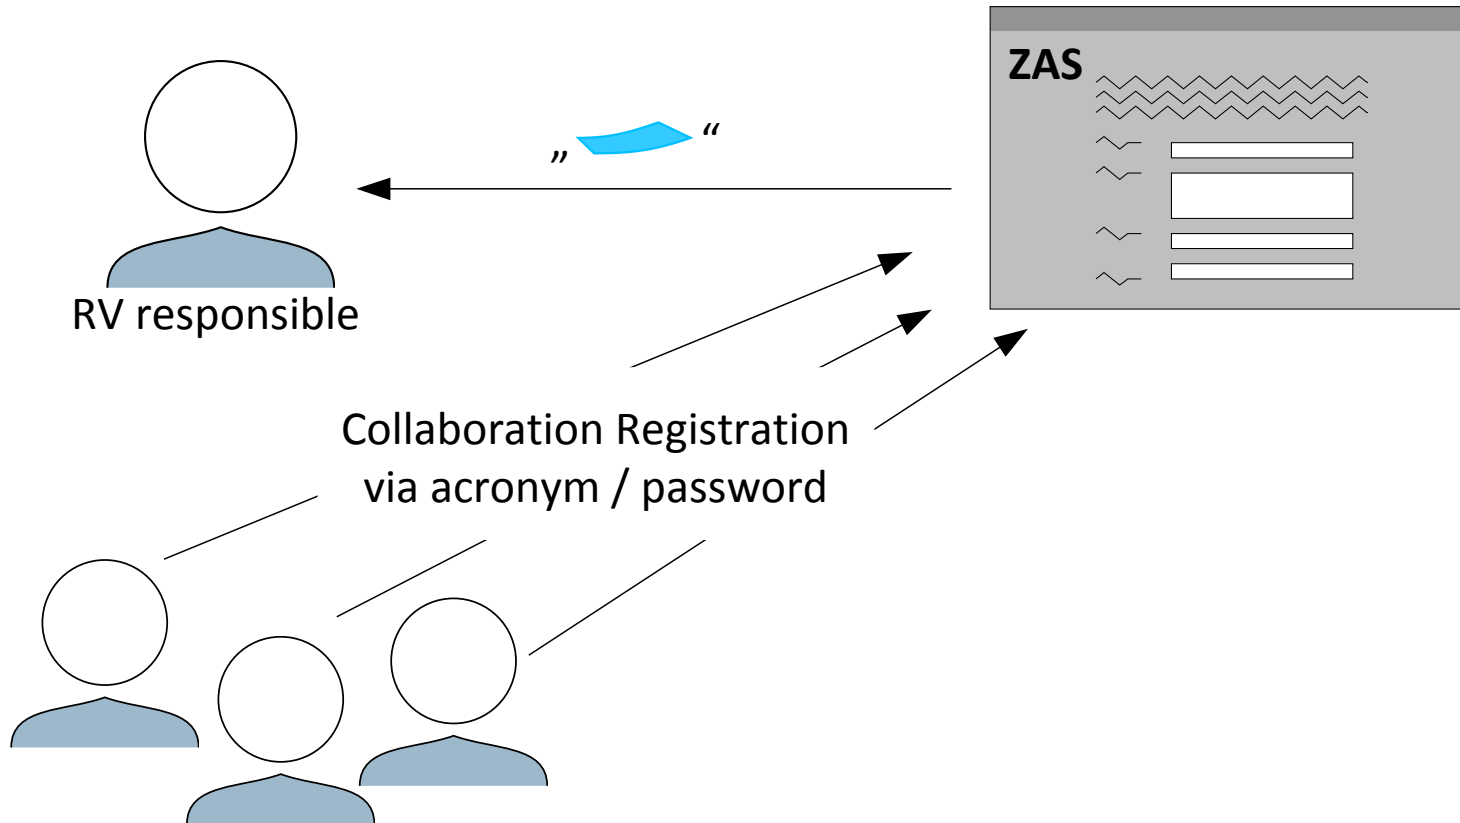 ZAS
„ “
RV responsible
Collaboration Registration
via acronym / password